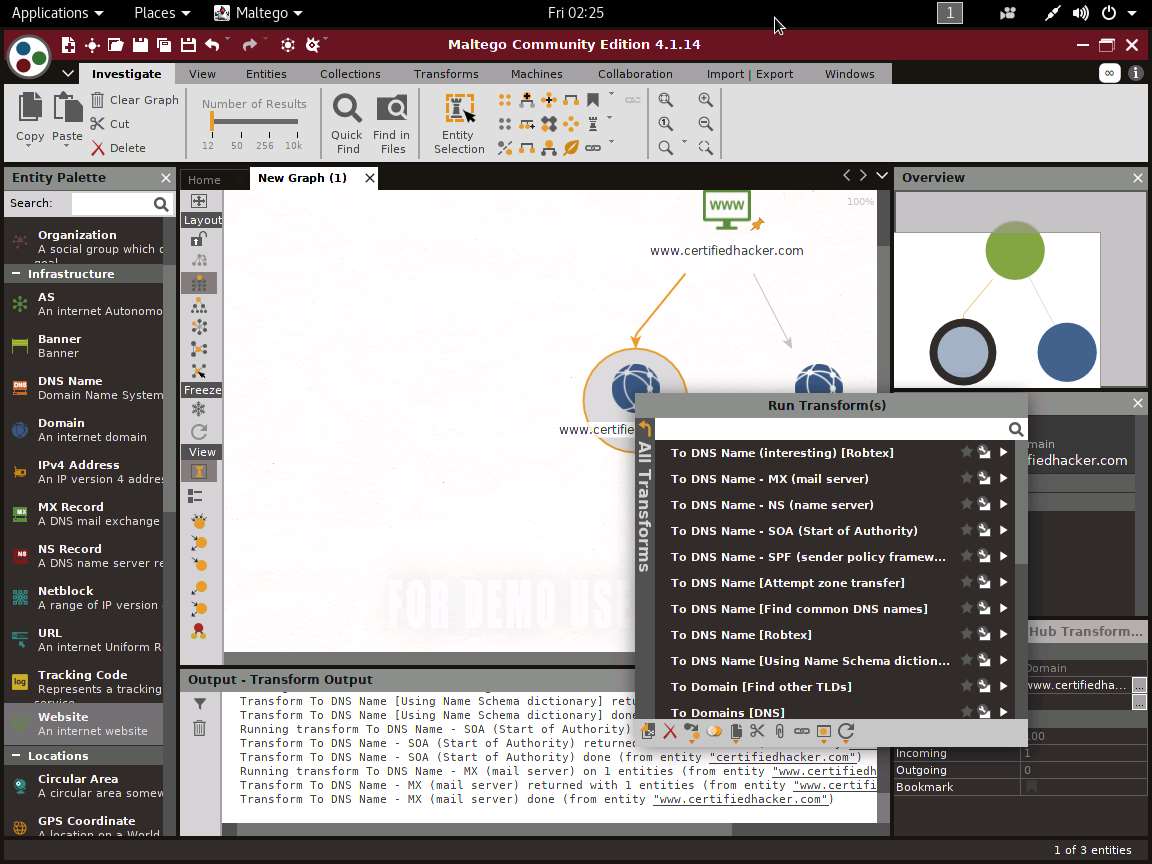 Applications Places Maltego Fri 02:25 1
Maltego Community Edition 4.1.14
Investigate View Entities Collections Transforms Machines Collaboration Import | Export Windows
Copy Paste Clear Graph
Cut
Delete
Number of Results
12 50 256 10k
Quick Find
Find in Files
Entity Selection
Entity Palette
Search:
Organization
A social group which
goal
Infrastructure
AS
An internet Autonomo
Banner
Banner
DNS Name
Domain Name System
Domain
An internet domain
IPv4 Address
An IP version 4 addre
MX Record
A DNS mail exchange
NS Record
A DNS name server re
Netblock
A range of IP version
URL
An internet Uniform R
Tracking Code
Represents a tracking
service
Website
An internet website
Locations
Circular Area
A circular area somew
GPS Coordinate
A location on a World
Home New Graph (1)
Layout
Freeze
View
100%
WWW
www.certifiedhacker.com
www.certifie
FOR DEMO US
Run Transform(s)
All Transforms
To DNS Name (interesting) [Robtex]
To DNS Name - MX (mail server)
To DNS Name - NS (name server)
To DNS Name - SOA (Start of Authority)
To DNS Name - SPF (sender policy framew...
To DNS Name [Attempt zone transfer]
To DNS Name [Find common DNS names]
To DNS Name [Robtex]
To DNS Name [Using Name Schema diction...
To Domain [Find other TLDs]
To Domains [DNS]
Output - Transform Output
Transform To DNS Name [Using Name Schema dictionary] retu
Transform To DNS Name [Using Name Schema dictionary] done
Running transform To DNS Name - SOA (Start of Authority)
Transform To DNS Name - SOA (Start of Authority) returned
Transform To DNS Name - SOA (Start of Authority) done (from entity "certifiedhacker.com")
Running transform To DNS Name - MX (mail server) on 1 entities (from entity "www.certifiedh
Transform To DNS Name - MX (mail server) returned with 1 entities (from entity "www.certifi
Transform To DNS Name - MX (mail server) done (from entity "www.certifiedhacker.com")
Overview
main
fiedhacker.com
Hub Transform...
Domain
www.certifiedha...
.00
Incoming 1
Outgoing 0
Bookmark
1 of 3 entities